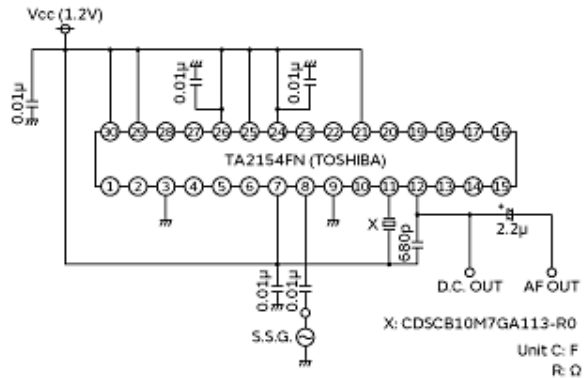 Vcc (1.2V)
0.01μ
0.01μ
0.01μ
30 29 28 27 26 25 24 23 22 21 20 19 18 17 16
TA2154FN (TOSHIBA)
1 2 3 4 5 6 7 8 9 10 11 12 13 14 15
X
680p
2.2μ
0.01μ
0.01μ
D.C. OUT
AF OUT
S.S.G.
X: CDSCB10M7GA113-R0
Unit C: F
R: Ω